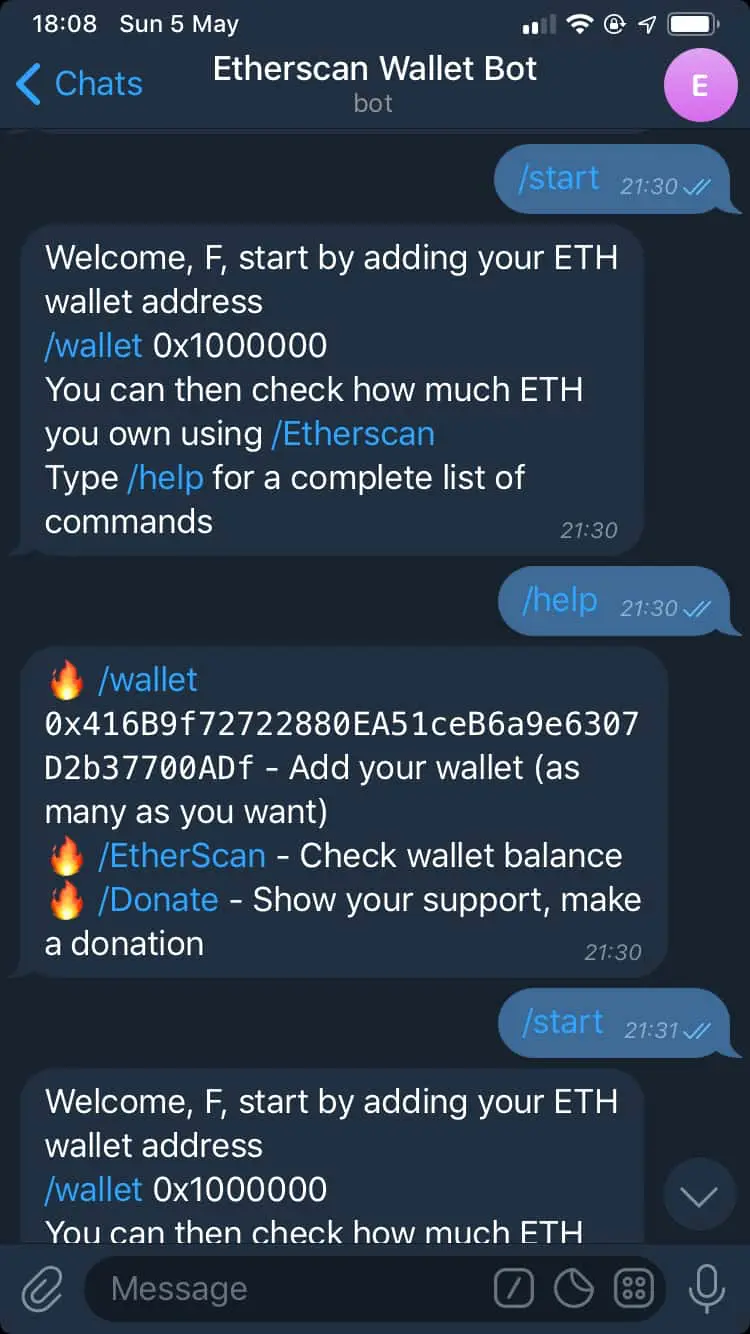 18:08 Sun 5 May
Chats
Etherscan Wallet Bot
bot
E
/start 21:30
Welcome, F, start by adding your ETH
wallet address
/wallet 0x1000000
You can then check how much ETH
you own using /Etherscan
Type /help for a complete list of
commands
21:30
/help 21:30
🔥 /wallet
0x416B9f72722880EA51ceB6a9e6307
D2b37700ADf - Add your wallet (as
many as you want)
🔥 /EtherScan - Check wallet balance
🔥 /Donate - Show your support, make
a donation
21:30
/start 21:31
Welcome, F, start by adding your ETH
wallet address
/wallet 0x1000000
You can then check how much ETH
Message